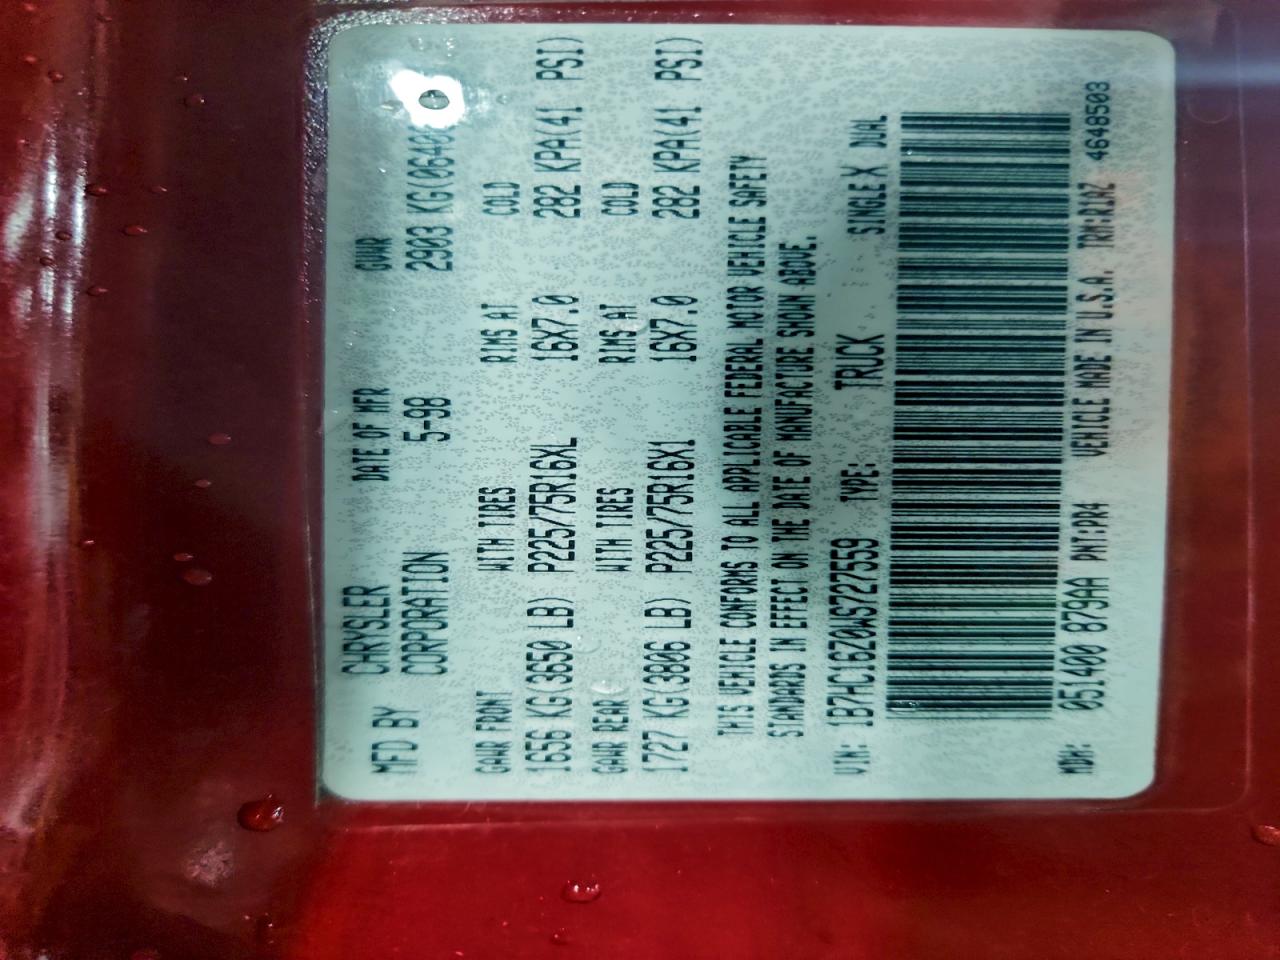 MFD BY CHRYSLER CORPORATION DATE OF MFR 5-98 GVWR 2903 KG(0640
GAWR FRONT WITH TIRES RIMS AT COLD
1656 KG(3650 LB) P225/75R16XL 16X7.0 282 KPA(41 PSI)
GAWR REAR WITH TIRES RIMS AT COLD
1727 KG(3806 LB) P225/75R16X1 16X7.0 282 KPA(41 PSI)
THIS VEHICLE CONFORMS TO ALL APPLICABLE FEDERAL MOTOR VEHICLE SAFETY
STANDARDS IN EFFECT ON THE DATE OF MANUFACTURE SHOWN ABOVE.
VIN: 1B7HC16Z0WS727559 TYPE: TRUCK SINGLE X DUAL
MDH: 051400 879AA PNT:PR4 VEHICLE MADE IN U.S.A. 4648503